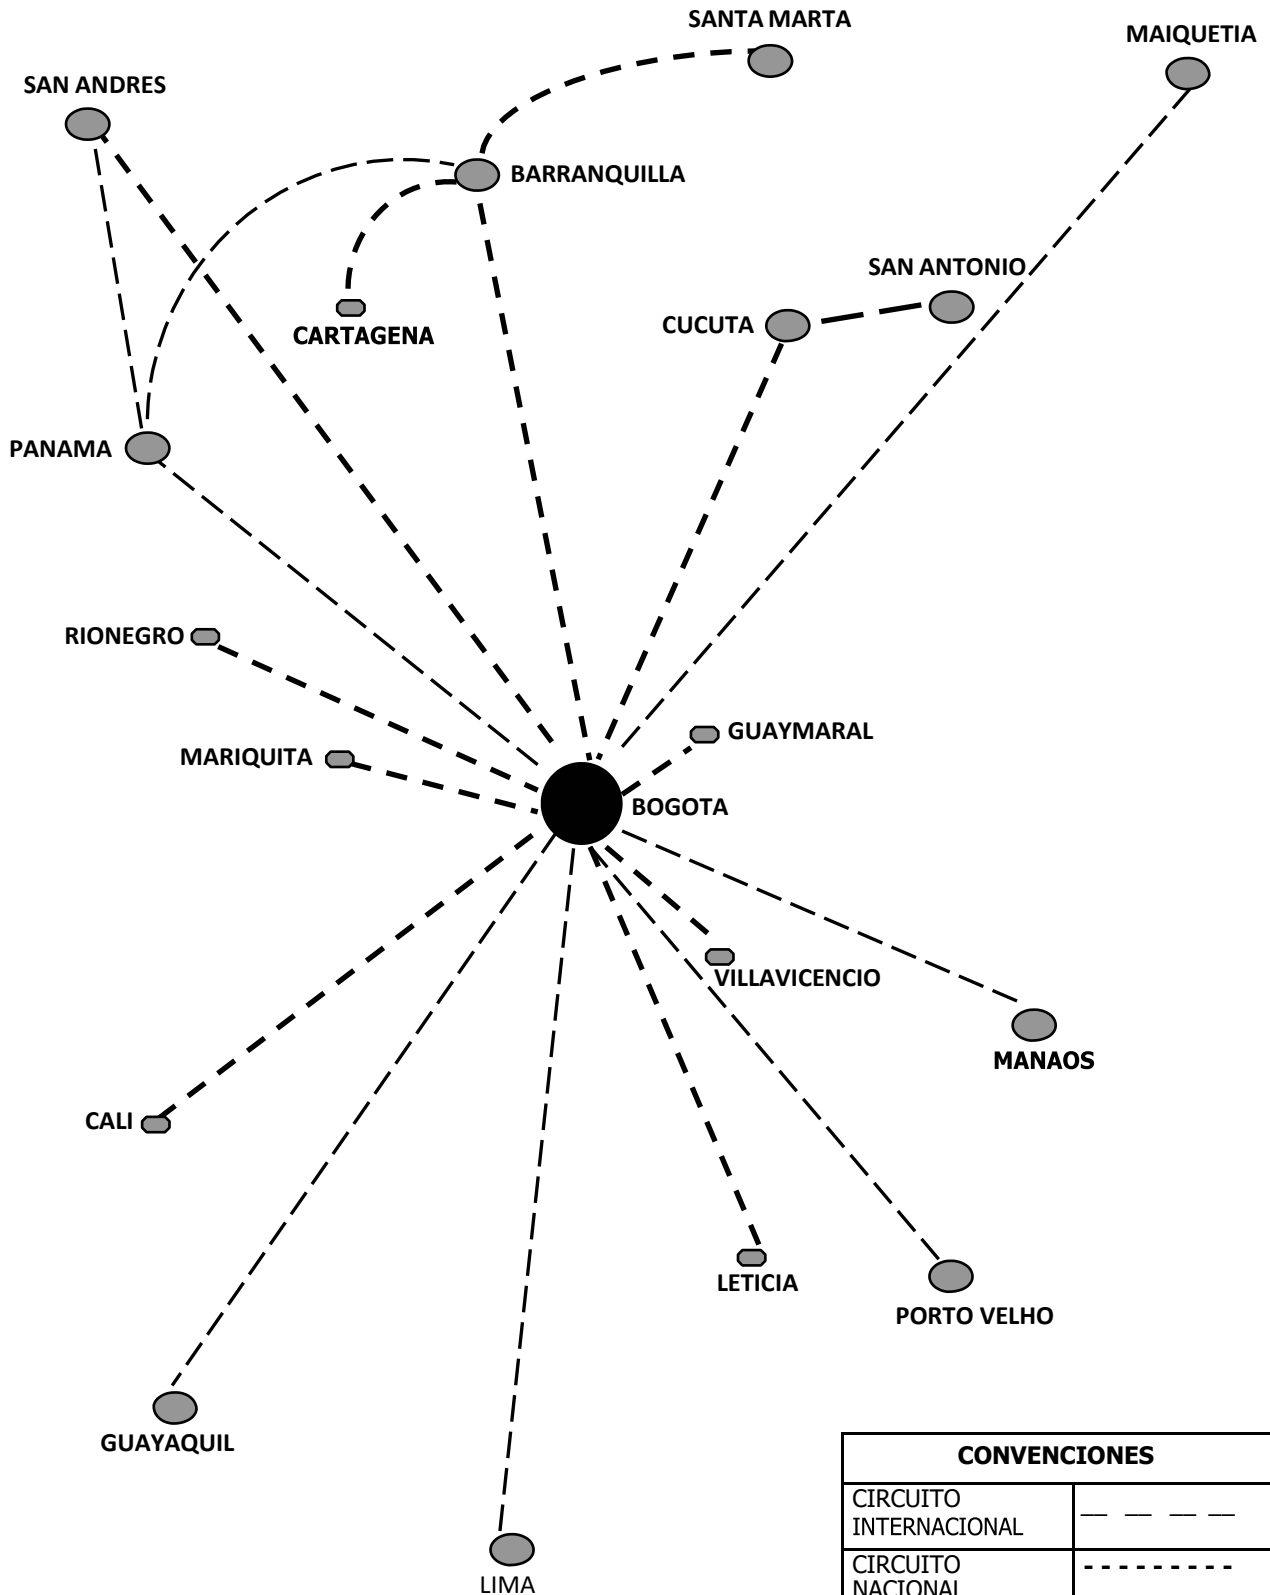 SANTA MARTA
MAIQUETIA
SAN ANDRES
BARRANQUILLA
SAN ANTONIO
CUCUTA
CARTAGENA
PANAMA
RIONEGRO
GUAYMARAL
MARIQUITA
BOGOTA
VILLAVICENCIO
MANAOS
CALI
LETICIA
PORTO VELHO
GUAYAQUIL
LIMA
CONVENCIONES
CIRCUITO
INTERNACIONAL
CIRCUITO
NACIONAL